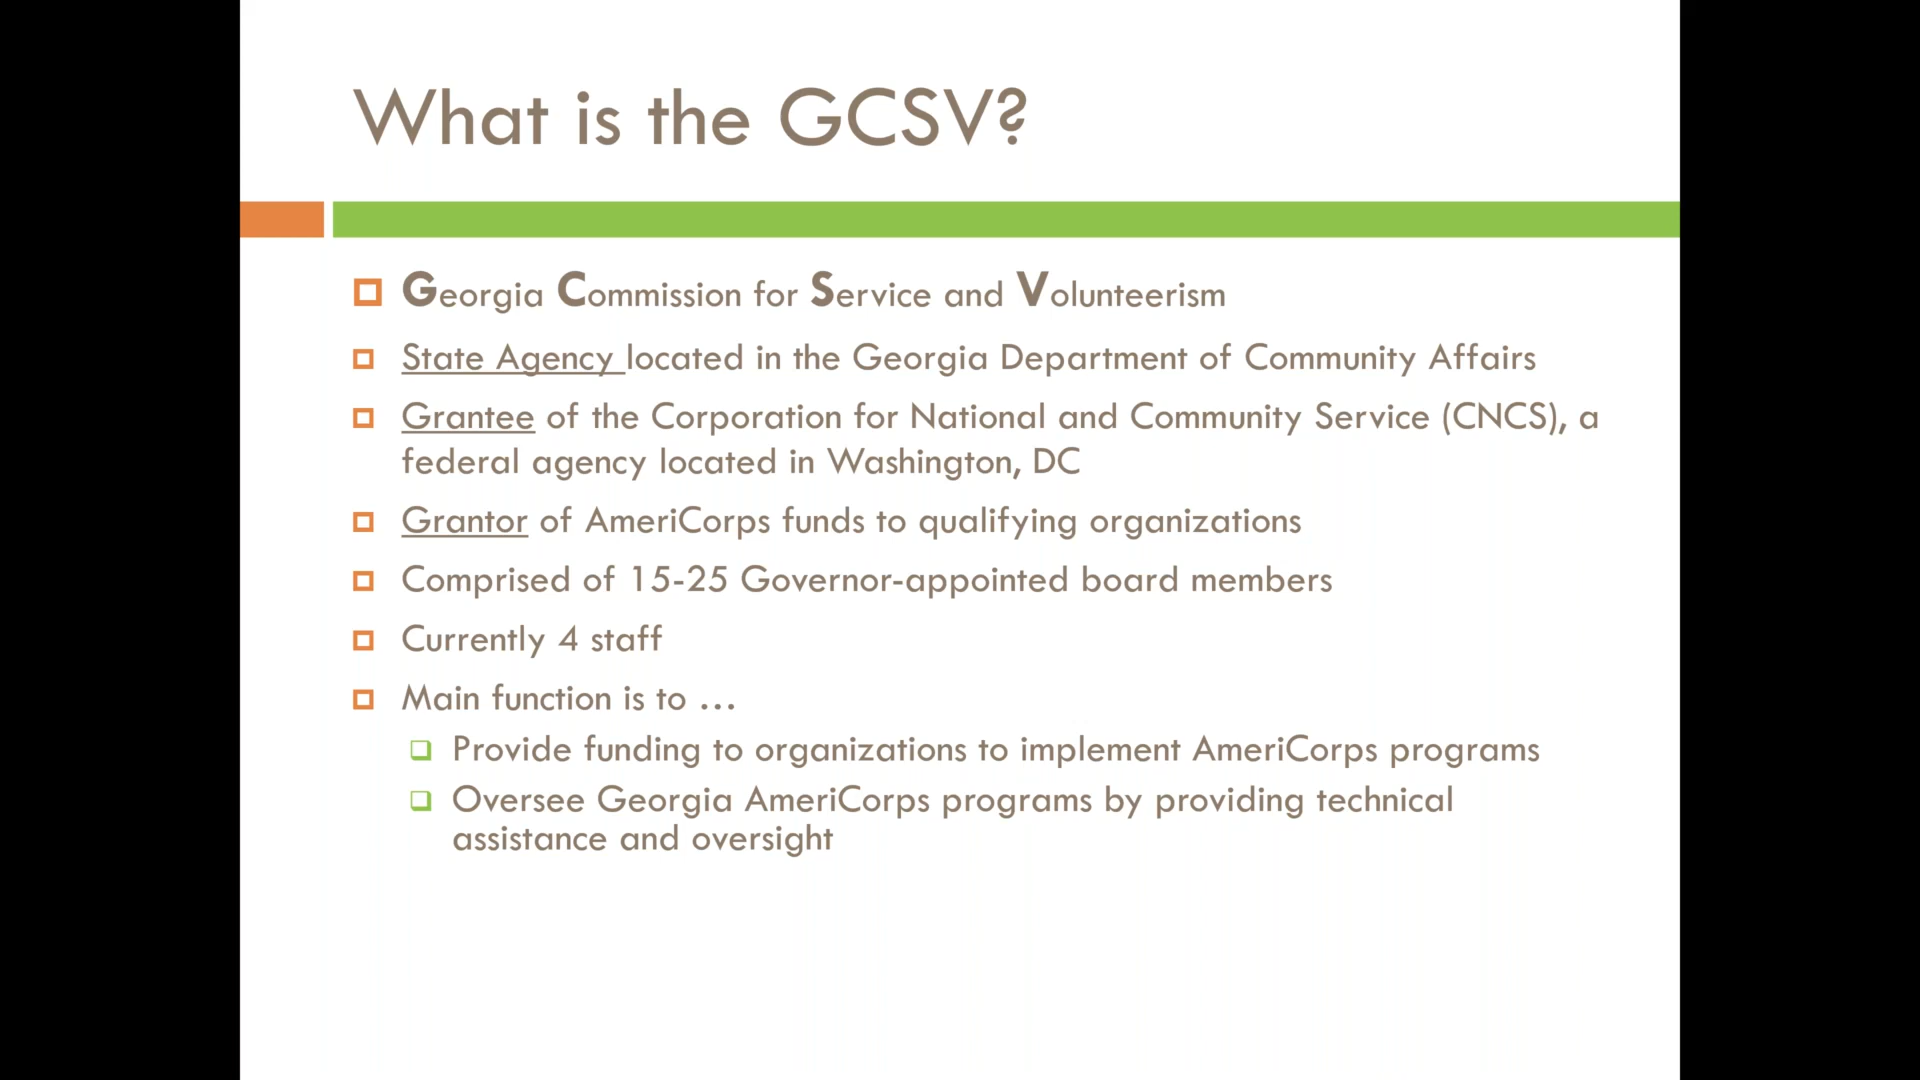 What is the GCSV?
Georgia Commission for Service and Volunteerism
State Agency located in the Georgia Department of Community Affairs
Grantee of the Corporation for National and Community Service (CNCS), a
federal agency located in Washington, DC
Grantor of AmeriCorps funds to qualifying organizations
Comprised of 15-25 Governor-appointed board members
Currently 4 staff
Main function is to …
Provide funding to organizations to implement AmeriCorps programs
Oversee Georgia AmeriCorps programs by providing technical
assistance and oversight